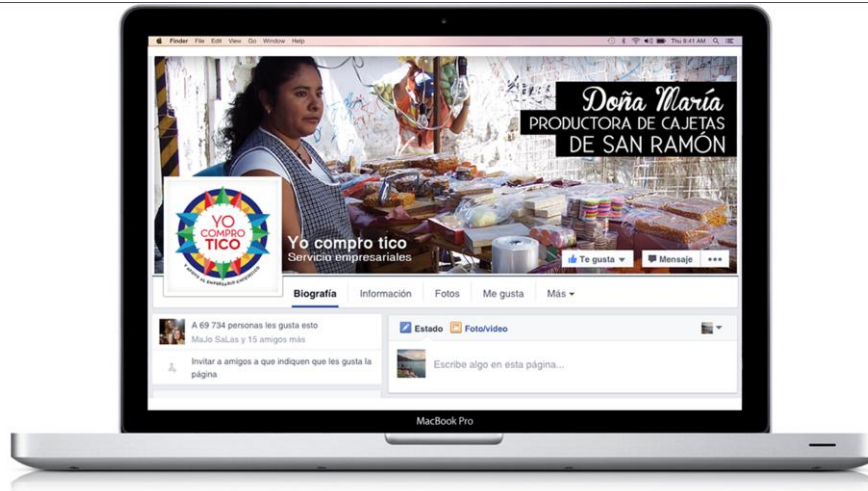 Finder File Edit View Go Window Help
Thu 9:41 AM
Doña María
PRODUCTORA DE CAJETAS
DE SAN RAMÓN
YO
COMPRO
TICO
Yo compro tico
Servicio empresariales
Te gusta
Mensaje
Biografía Información Fotos Me gusta Más
A 69 734 personas les gusta esto
MaJo SaLas y 15 amigos más
Invitar a amigos a que indiquen que les gusta la
página
Estado Foto/video
Escribe algo en esta página...
MacBook Pro